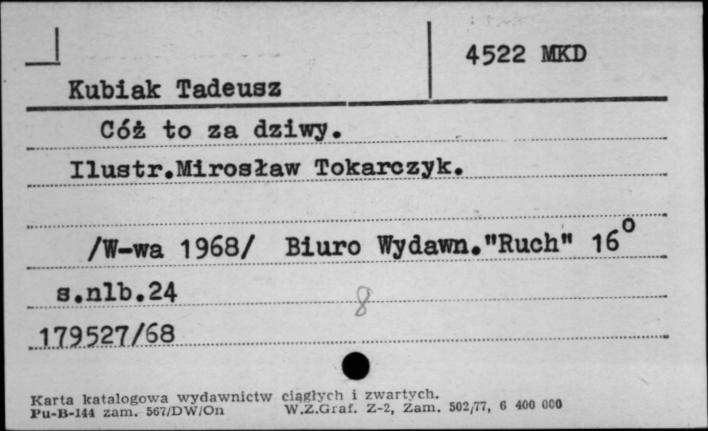 4522 MKD
Kubiak Tadeusz
Cóż to za dziwy.
Ilustr.Mirosław Tokarczyk.
/W-wa 1968/ Biuro Wydawn."Ruch" 16°
s.nlb.24
8
179527/68
Karta katalogowa wydawnictw ciągłych i zwartych.
Pu-B-144 zam. 567/DW/On W.Z.Graf. Z-2, Zam. 502/77, 6 400 000